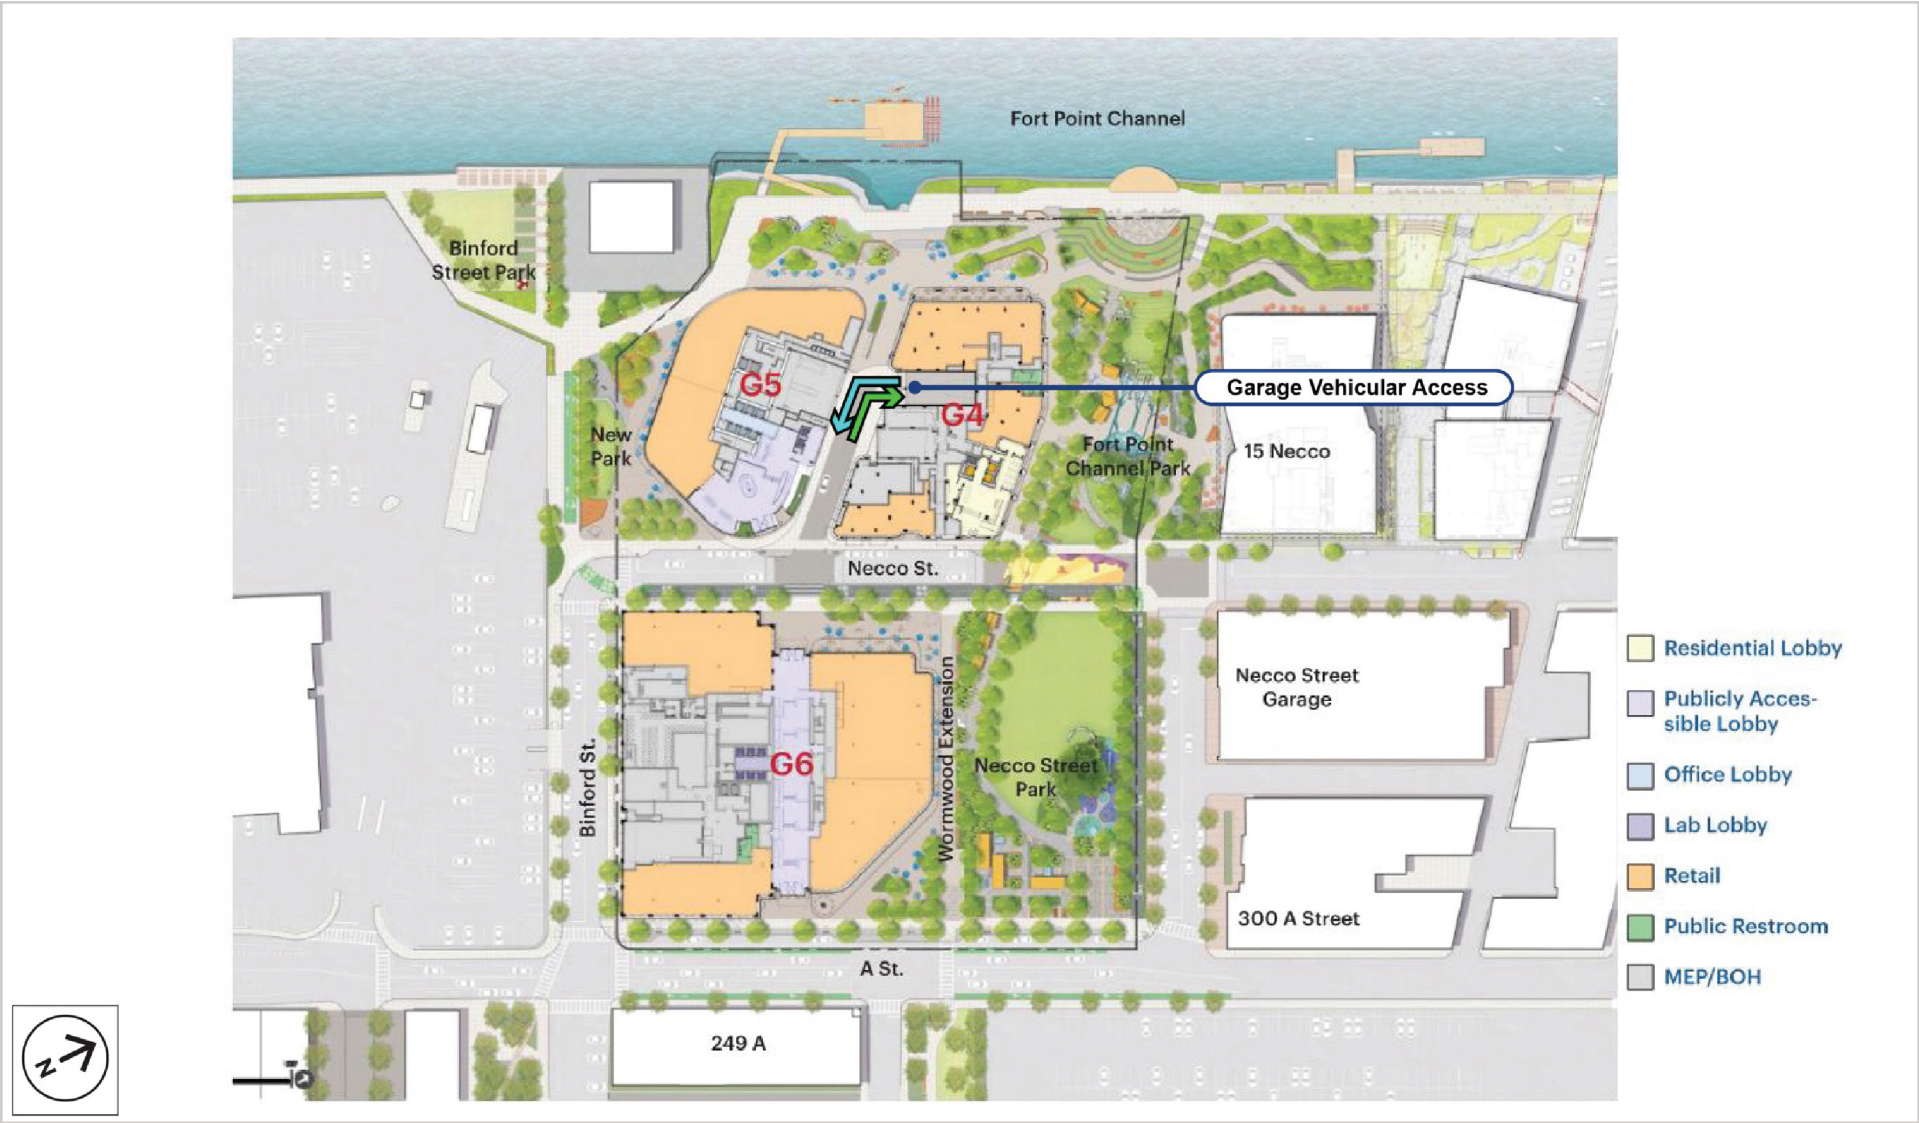 Fort Point Channel
Binford
Street Park
G5
Garage Vehicular Access
G4
New
Park
Fort Point
Channel Park
15 Necco
Necco St.
Residential Lobby
Publicly Acces-
sible Lobby
Office Lobby
Lab Lobby
Retail
Public Restroom
MEP/BOH
Necco Street
Garage
Binford St.
G6
Wormwood Extension
Necco Street
Park
300 A Street
A St.
249 A
N